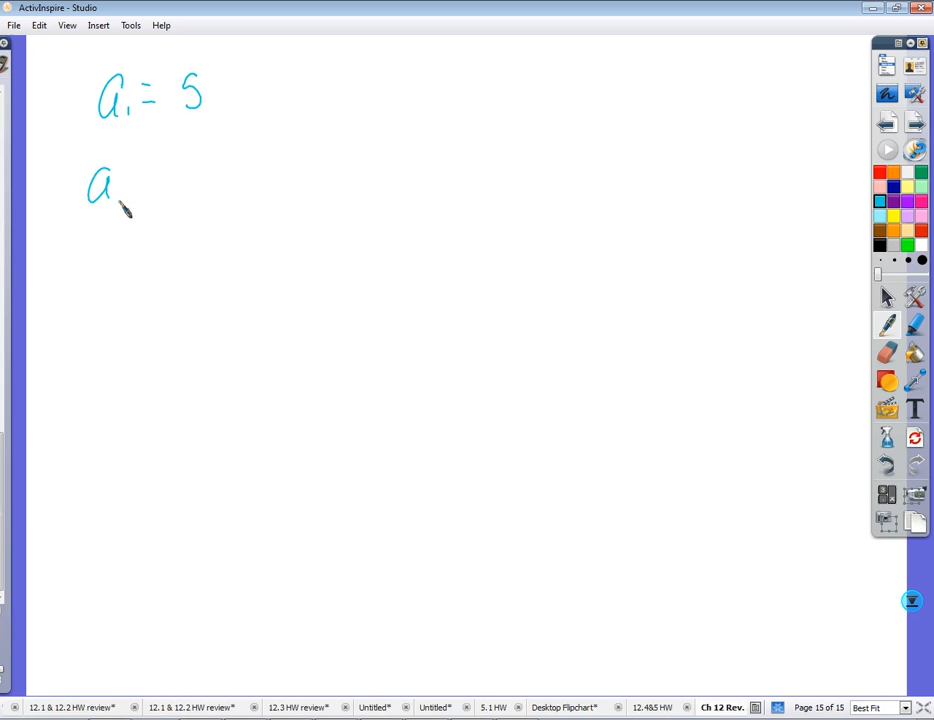 ActivInspire - Studio
File Edit View Insert Tools Help
a₁ = 5
a
12.1 & 12.2 HW review* 12.1 & 12.2 HW review* 12.3 HW review* Untitled* Untitled* 5.1 HW Desktop Flipchart* 12.4&5 HW Ch 12 Rev. Page 15 of 15 Best Fit